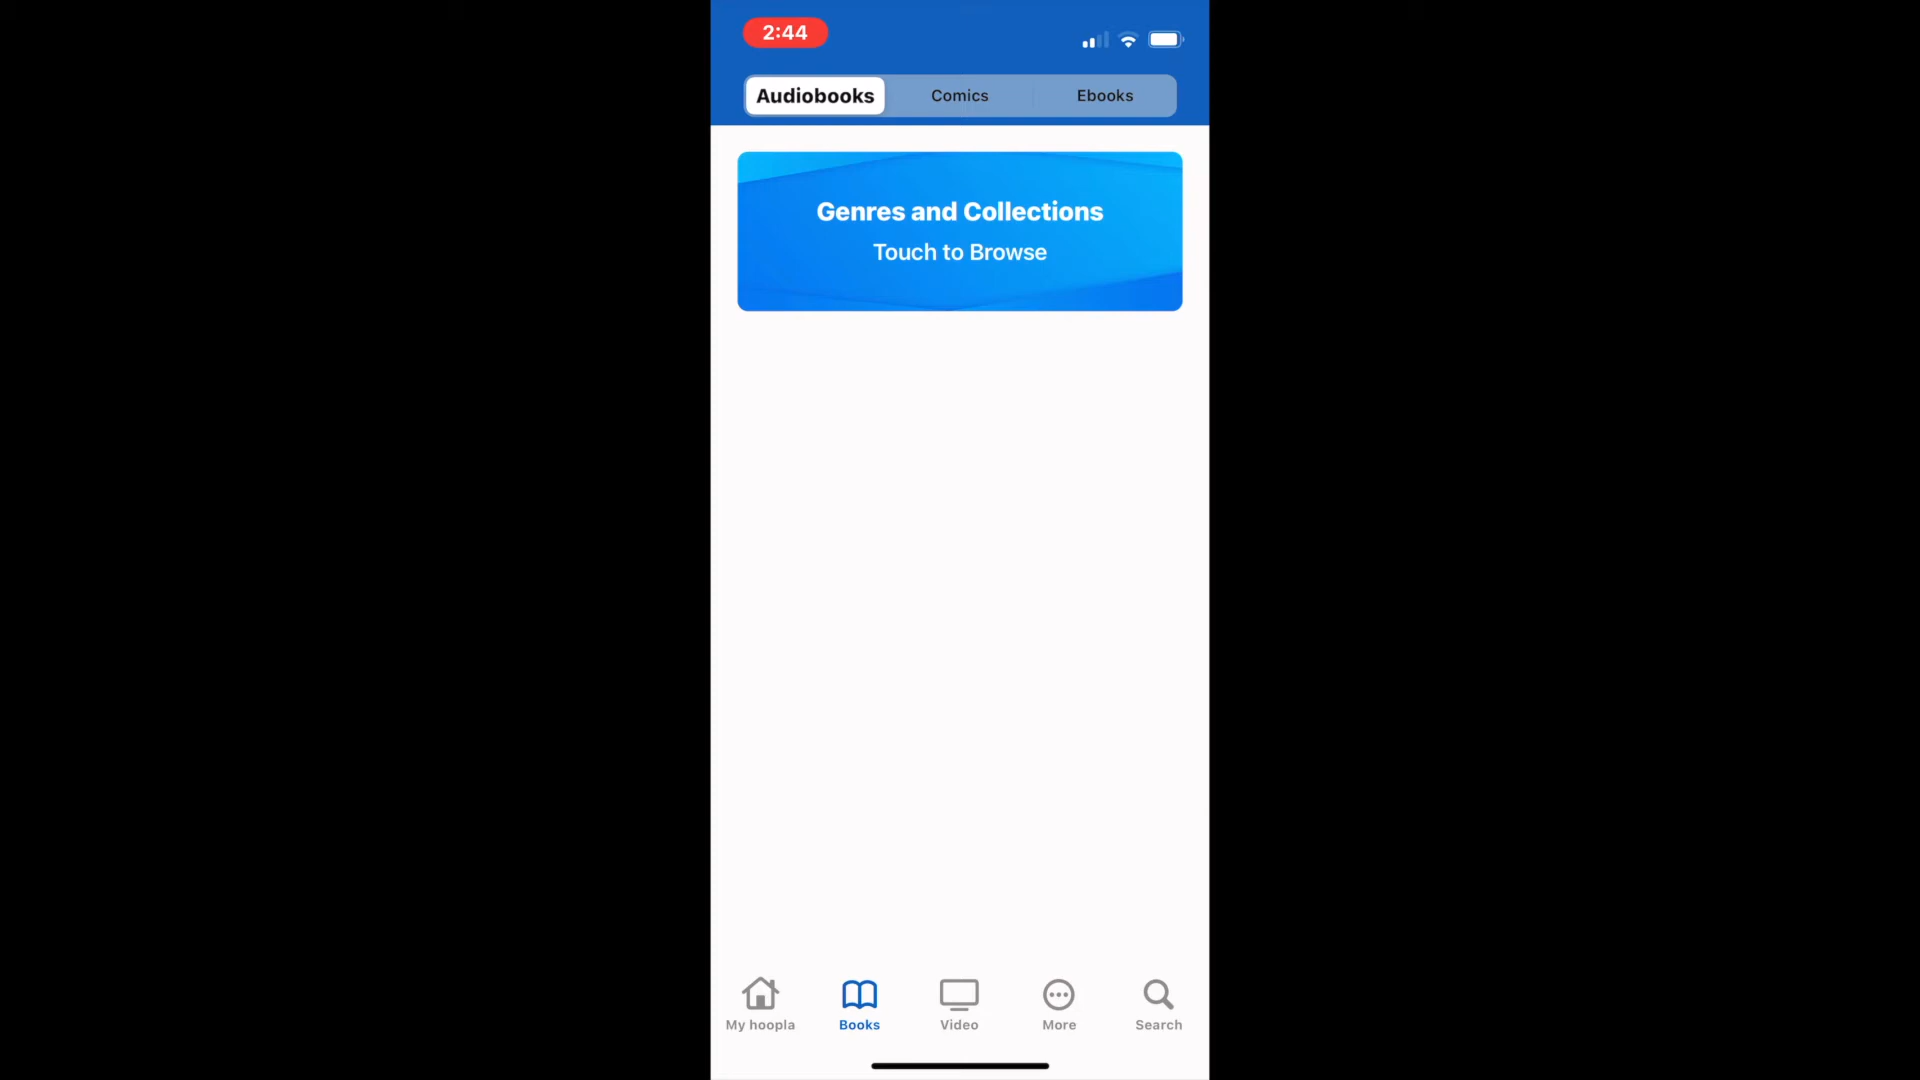 2:44
Audiobooks
Comics
Ebooks
Genres and Collections
Touch to Browse
My hoopla
Books
Video
More
Search